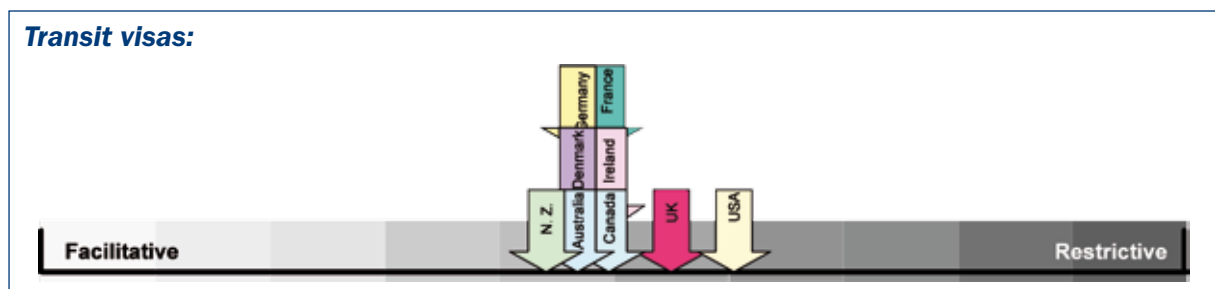 Transit visas:
Germany
France
Denmark
Ireland
N. Z.
Australia
Canada
UK
USA
Facilitative
Restrictive